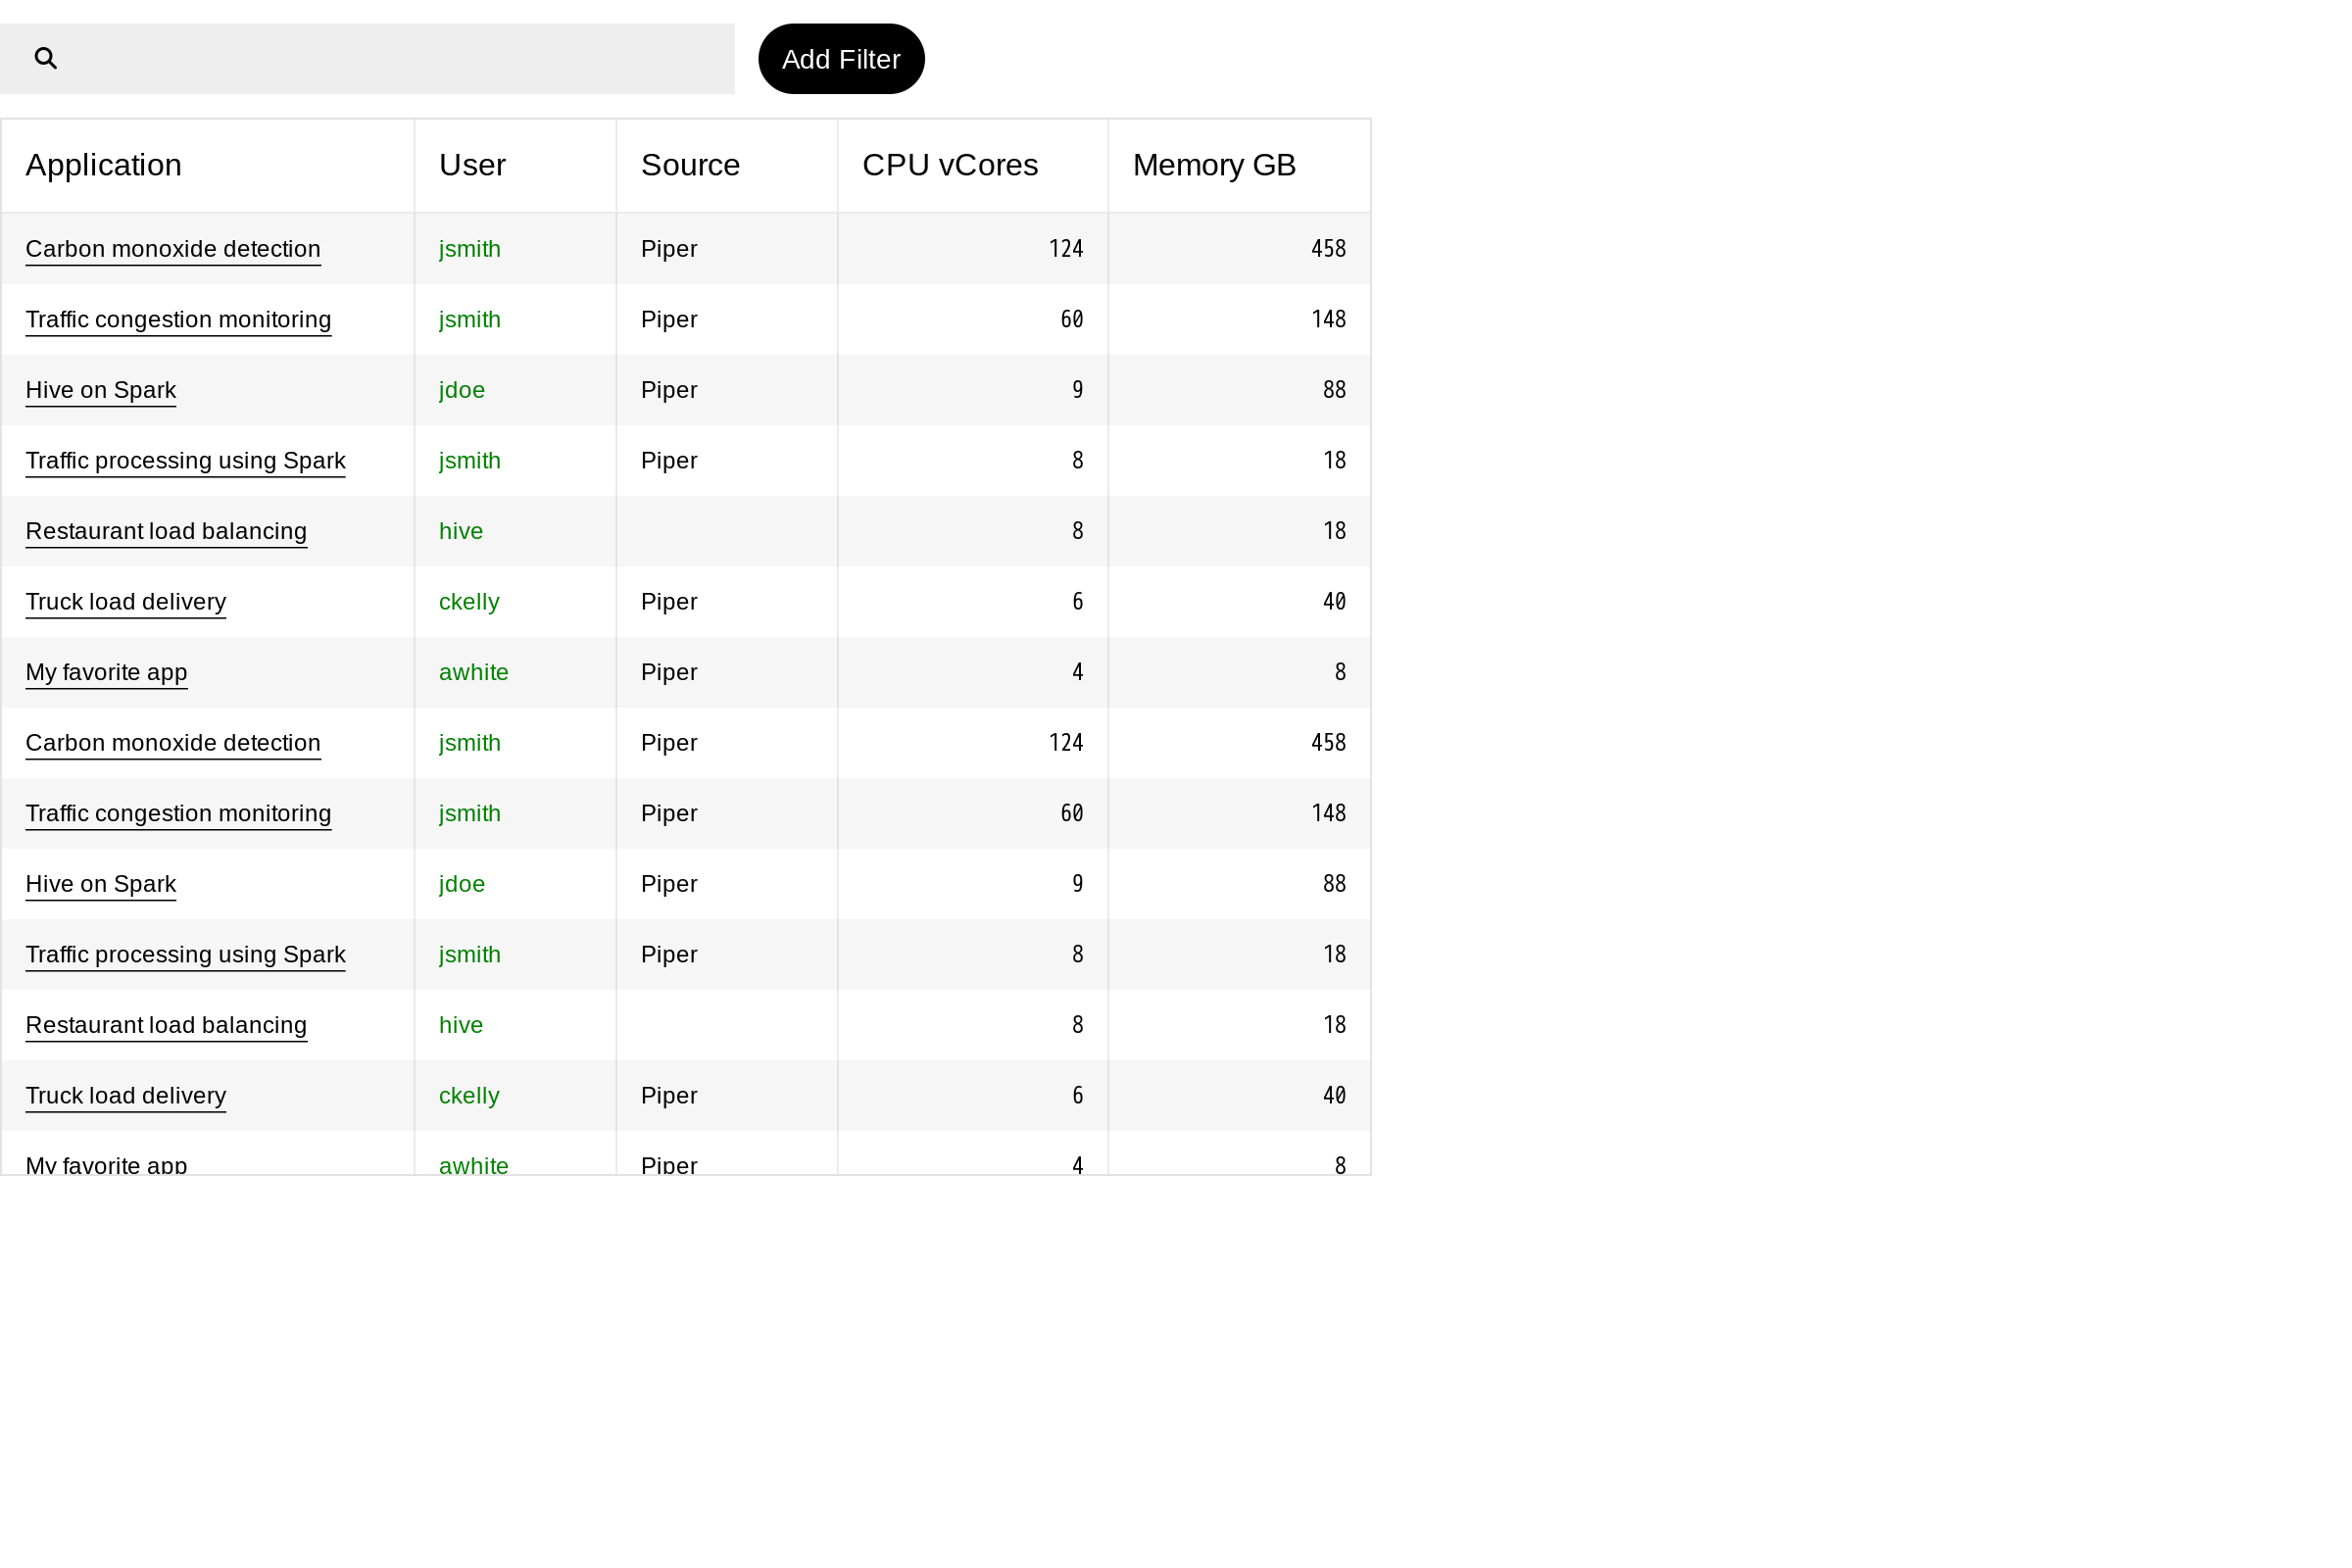 Add Filter
Application User Source CPU vCores Memory GB
Carbon monoxide detection jsmith Piper 124 458
Traffic congestion monitoring jsmith Piper 60 148
Hive on Spark jdoe Piper 9 88
Traffic processing using Spark jsmith Piper 8 18
Restaurant load balancing hive 8 18
Truck load delivery ckelly Piper 6 40
My favorite app awhite Piper 4 8
Carbon monoxide detection jsmith Piper 124 458
Traffic congestion monitoring jsmith Piper 60 148
Hive on Spark jdoe Piper 9 88
Traffic processing using Spark jsmith Piper 8 18
Restaurant load balancing hive 8 18
Truck load delivery ckelly Piper 6 40
My favorite app awhite Piper 4 8